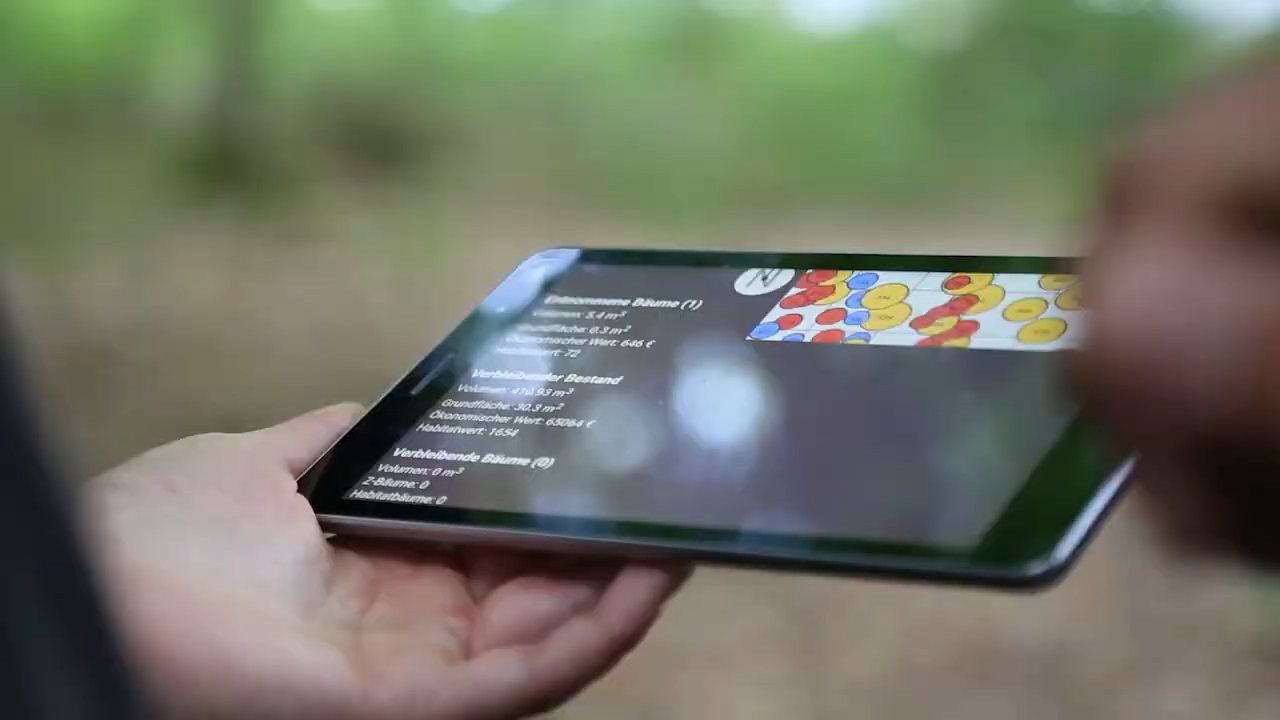 Entnommene Bäume (1)
Volumen: 5.4 m³
Grundfläche: 0.3 m²
Ökonomischer Wert: 646 €
Habitatwert: 72
Verbleibender Bestand
Volumen: 410.93 m³
Grundfläche: 30.3 m²
Ökonomischer Wert: 65064 €
Habitatwert: 1654
Verbleibende Bäume (0)
Volumen: 0 m³
Z-Bäume: 0
Habitatbäume: 0
N